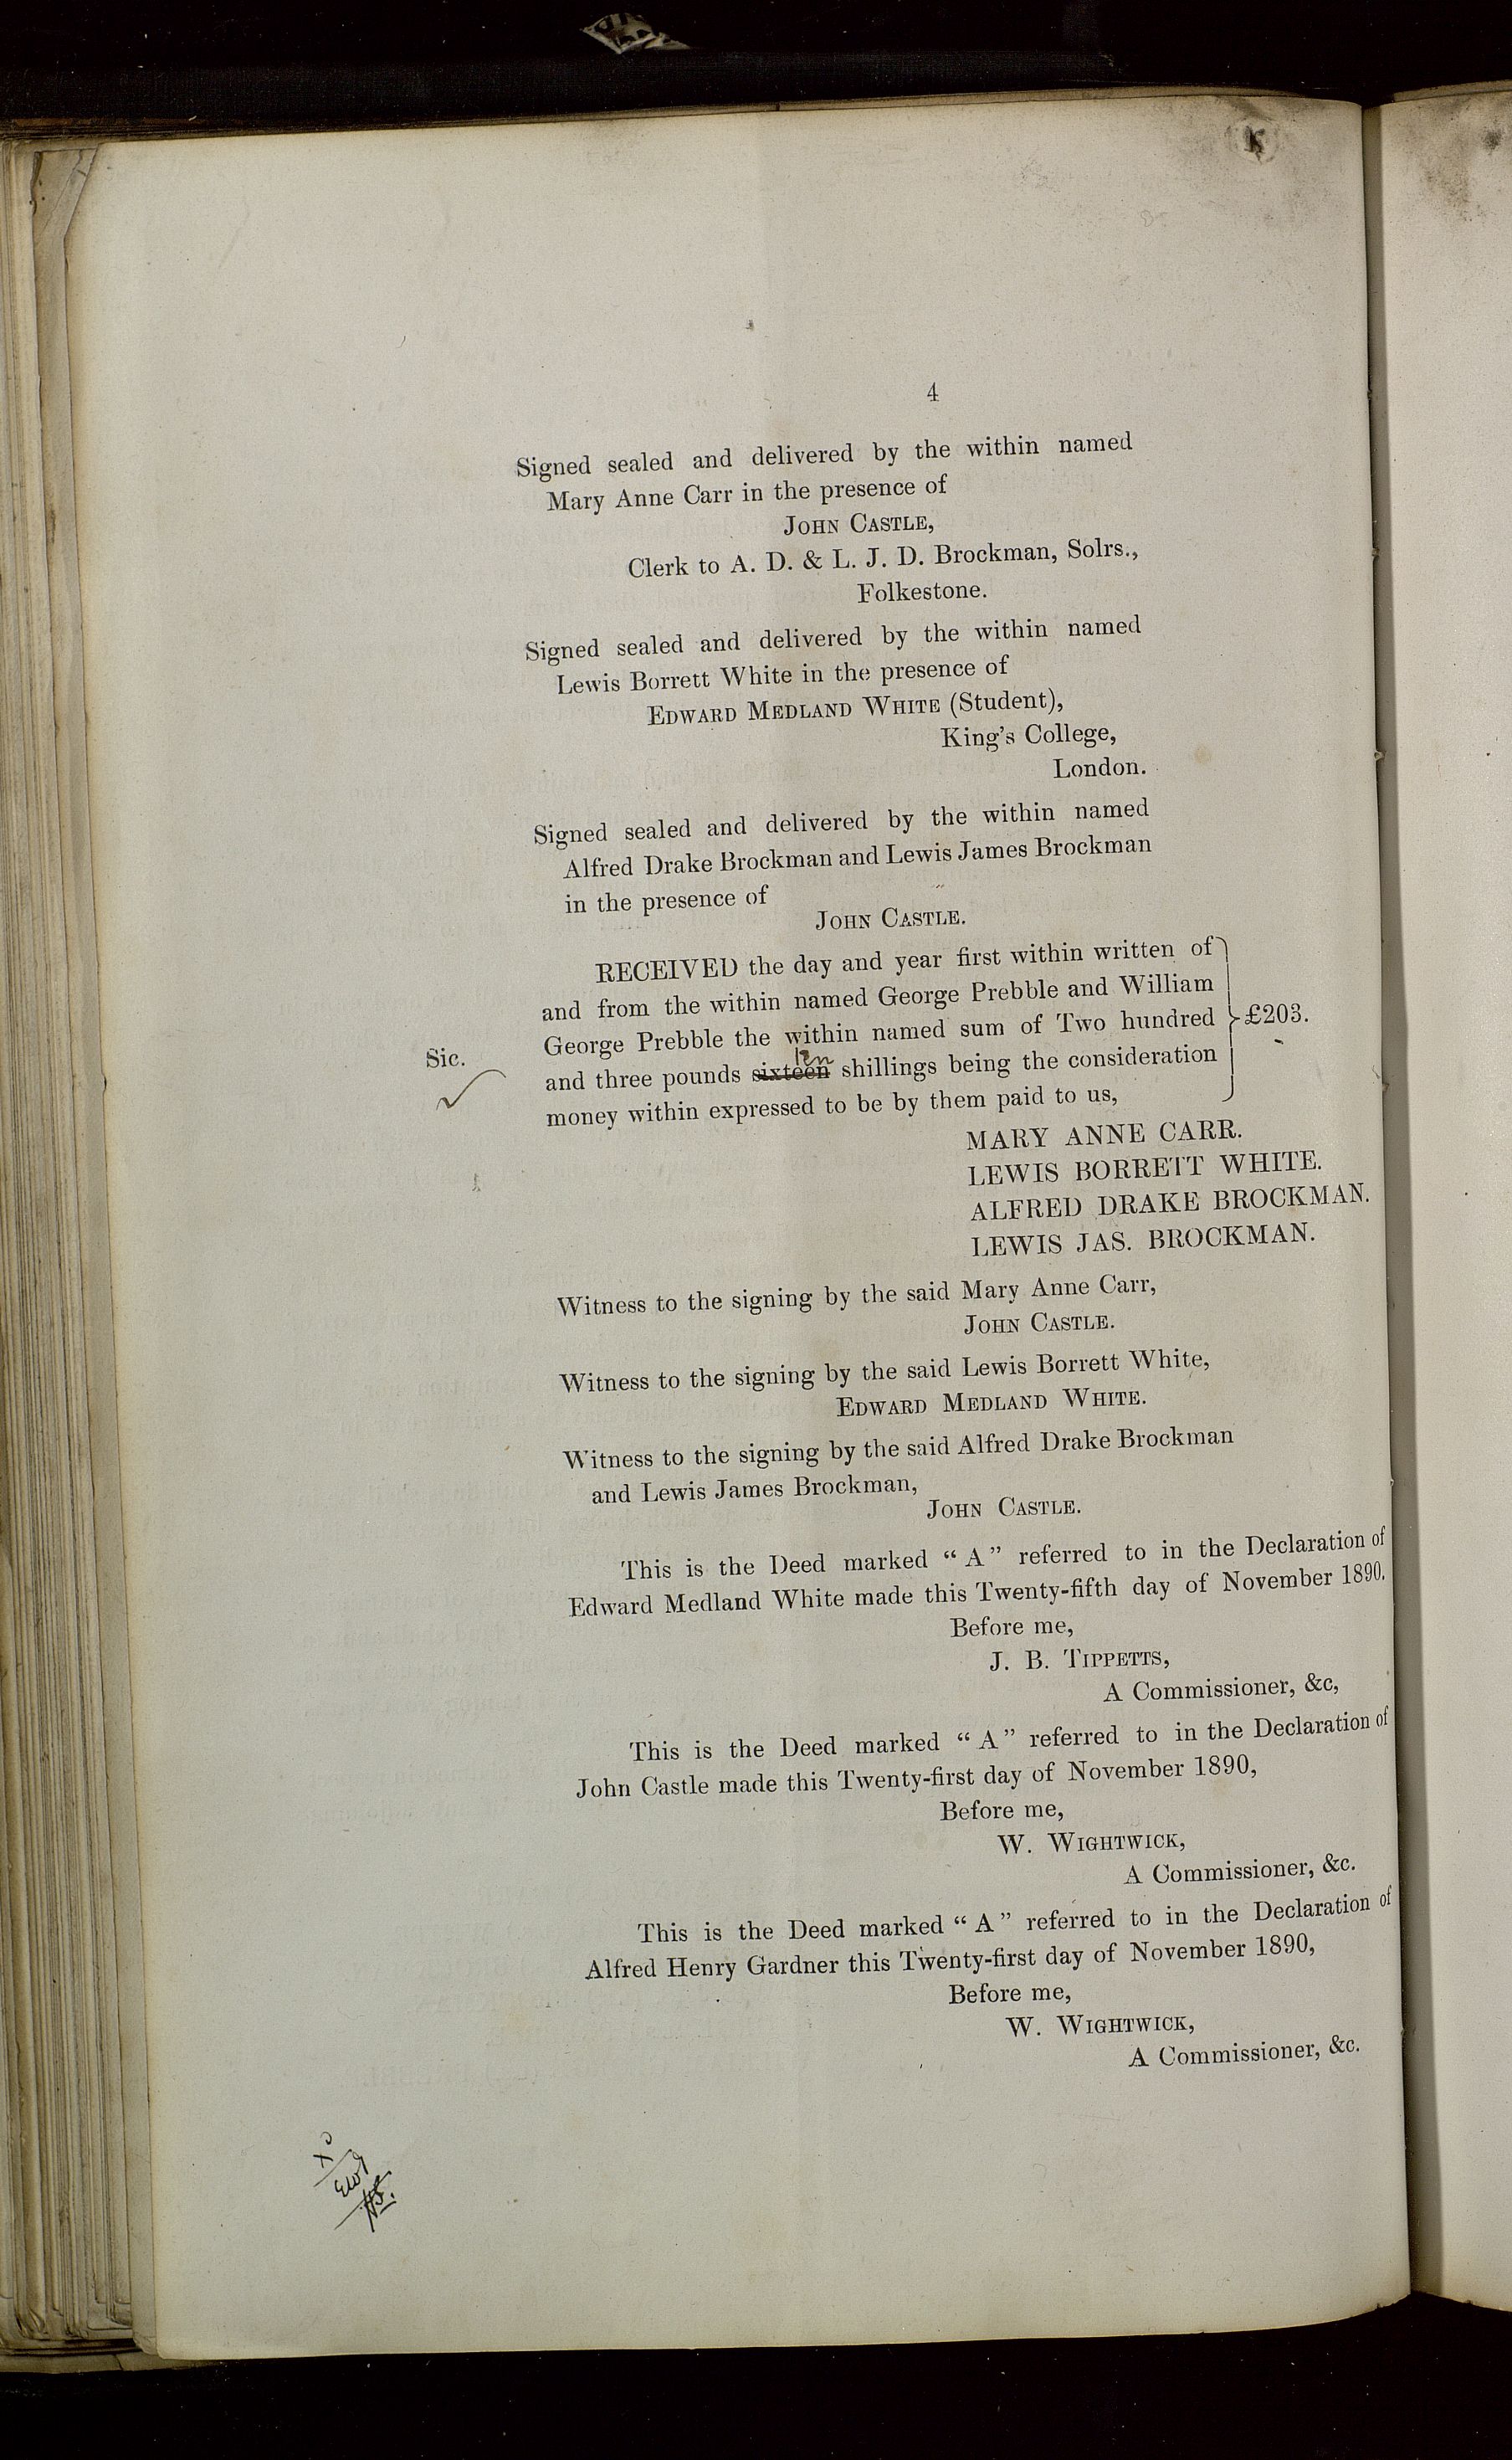 K
4
Signed sealed and delivered by the within named
Mary Anne Carr in the presence of
JOHN CASTLE,
Clerk to A. D. & L. J. D. Brockman, Solrs.,
Folkestone.
Signed sealed and delivered by the within named
Lewis Borrett White in the presence of
EDWARD MEDLAND WHITE (Student),
King's College,
London.
Signed sealed and delivered by the within named
Alfred Drake Brockman and Lewis James Brockman
in the presence of
JOHN CASTLE.
RECEIVED the day and year first within written of
and from the within named George Prebble and William
George Prebble the within named sum of Two hundred
£203.
Sic.
ten
and three pounds sixteen shillings being the consideration
money within expressed to be by them paid to us,
MARY ANNE CARR.
LEWIS BORRETT WHITE.
ALFRED DRAKE BROCKMAN.
LEWIS JAS. BROCKMAN.
Witness to the signing by the said Mary Anne Carr,
JOHN CASTLE.
Witness to the signing by the said Lewis Borrett White,
EDWARD MEDLAND WHITE.
Witness to the signing by the said Alfred Drake Brockman
and Lewis James Brockman,
JOHN CASTLE.
This is the Deed marked "A" referred to in the Declaration of
Edward Medland White made this Twenty-fifth day of November 1890.
Before me,
J. B. TIPPETTS,
A Commissioner, &c,
This is the Deed marked "A" referred to in the Declaration of
John Castle made this Twenty-first day of November 1890,
Before me,
W. WIGHTWICK,
A Commissioner, &c.
This is the Deed marked "A" referred to in the Declaration of
Alfred Henry Gardner this Twenty-first day of November 1890,
Before me,
W. WIGHTWICK,
A Commissioner, &c.